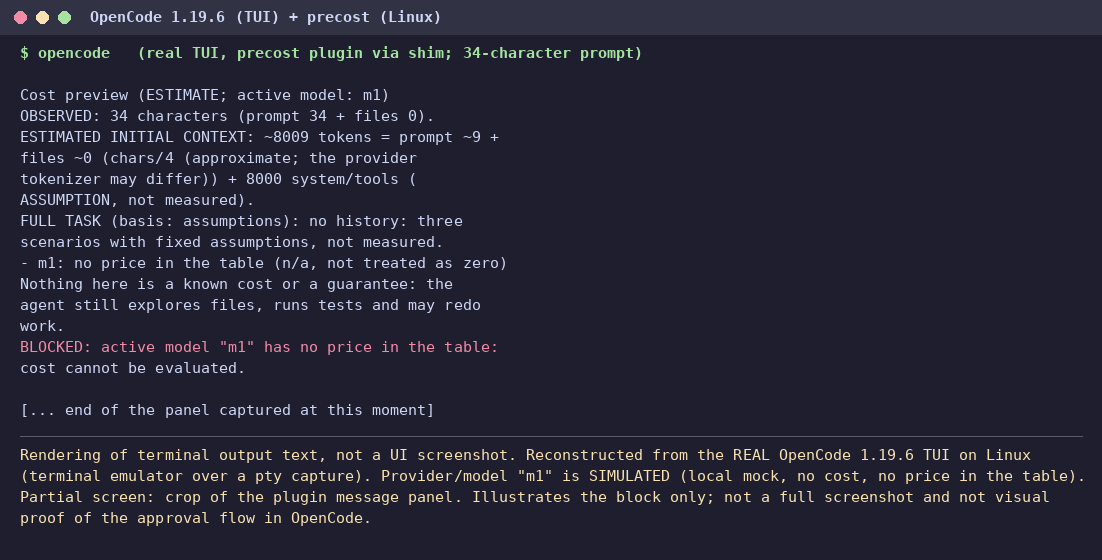 OpenCode 1.19.6 (TUI) + precost (Linux)
$ opencode   (real TUI, precost plugin via shim; 34-character prompt)
Cost preview (ESTIMATE; active model: m1)
OBSERVED: 34 characters (prompt 34 + files 0).
ESTIMATED INITIAL CONTEXT: ~8009 tokens = prompt ~9 +
files ~0 (chars/4 (approximate; the provider
tokenizer may differ)) + 8000 system/tools (
ASSUMPTION, not measured).
FULL TASK (basis: assumptions): no history: three
scenarios with fixed assumptions, not measured.
- m1: no price in the table (n/a, not treated as zero)
Nothing here is a known cost or a guarantee: the
agent still explores files, runs tests and may redo
work.
BLOCKED: active model "m1" has no price in the table:
cost cannot be evaluated.
[... end of the panel captured at this moment]
Rendering of terminal output text, not a UI screenshot. Reconstructed from the REAL OpenCode 1.19.6 TUI on Linux
(terminal emulator over a pty capture). Provider/model "m1" is SIMULATED (local mock, no cost, no price in the table).
Partial screen: crop of the plugin message panel. Illustrates the block only; not a full screenshot and not visual
proof of the approval flow in OpenCode.